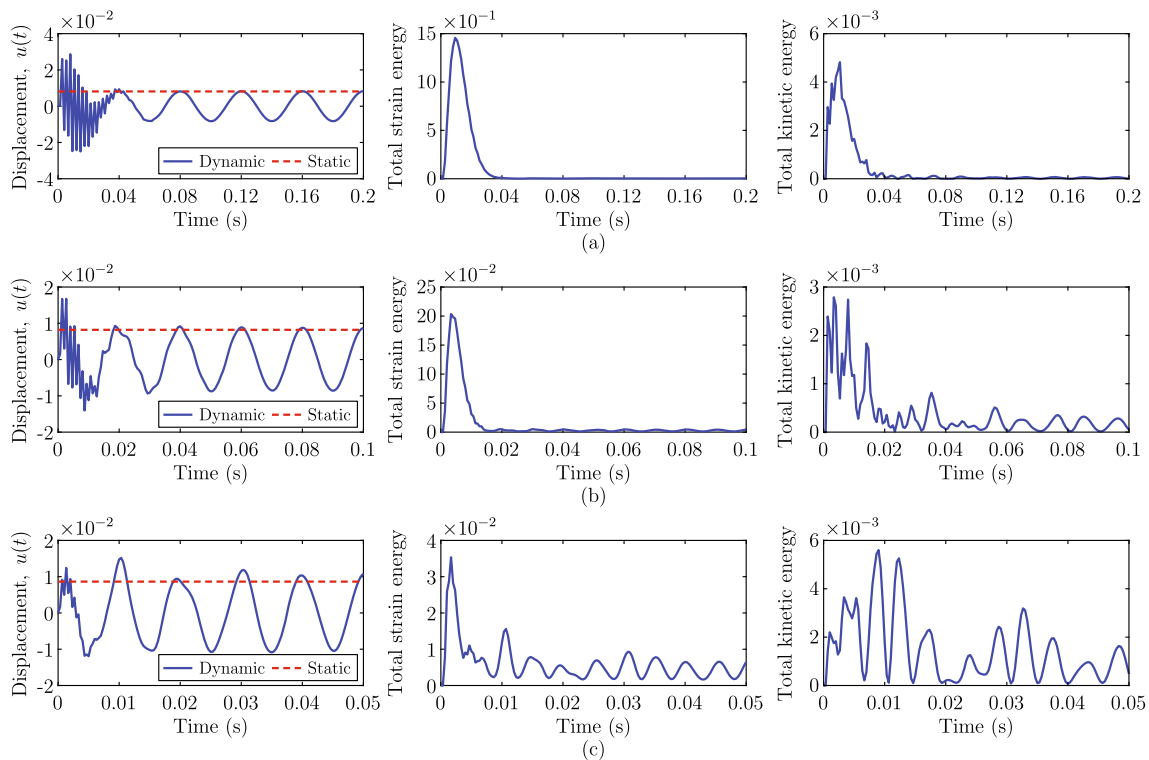 ×10⁻²
Displacement, u(t)
4
2
0
-2
-4
Dynamic Static
0 0.04 0.08 0.12 0.16 0.2
Time (s)
×10⁻¹
Total strain energy
15
10
5
0
0 0.04 0.08 0.12 0.16 0.2
Time (s)
×10⁻³
Total kinetic energy
6
4
2
0
0 0.04 0.08 0.12 0.16 0.2
Time (s)
(a)
×10⁻²
Displacement, u(t)
2
1
0
-1
-2
Dynamic Static
0 0.02 0.04 0.06 0.08 0.1
Time (s)
×10⁻²
Total strain energy
25
20
15
10
5
0
0 0.02 0.04 0.06 0.08 0.1
Time (s)
×10⁻³
Total kinetic energy
3
2
1
0
0 0.02 0.04 0.06 0.08 0.1
Time (s)
(b)
×10⁻²
Displacement, u(t)
2
1
0
-1
-2
Dynamic Static
0 0.01 0.02 0.03 0.04 0.05
Time (s)
×10⁻²
Total strain energy
4
3
2
1
0
0 0.01 0.02 0.03 0.04 0.05
Time (s)
×10⁻³
Total kinetic energy
6
4
2
0
0 0.01 0.02 0.03 0.04 0.05
Time (s)
(c)